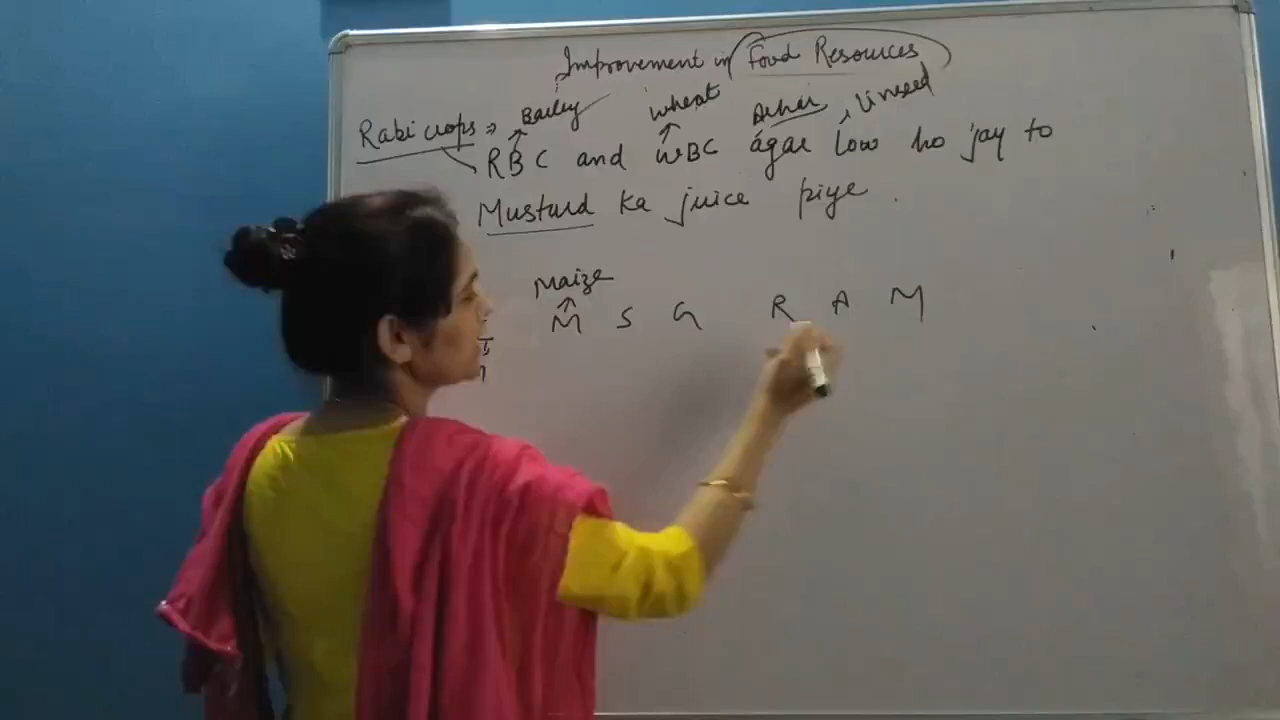 Improvement in Food Resources
Barley wheat Arhar linseed
Rabi crops ⇒ RBC and WBC agar low ho jay to
Mustard ka juice piye.
Maize
M S G R A M